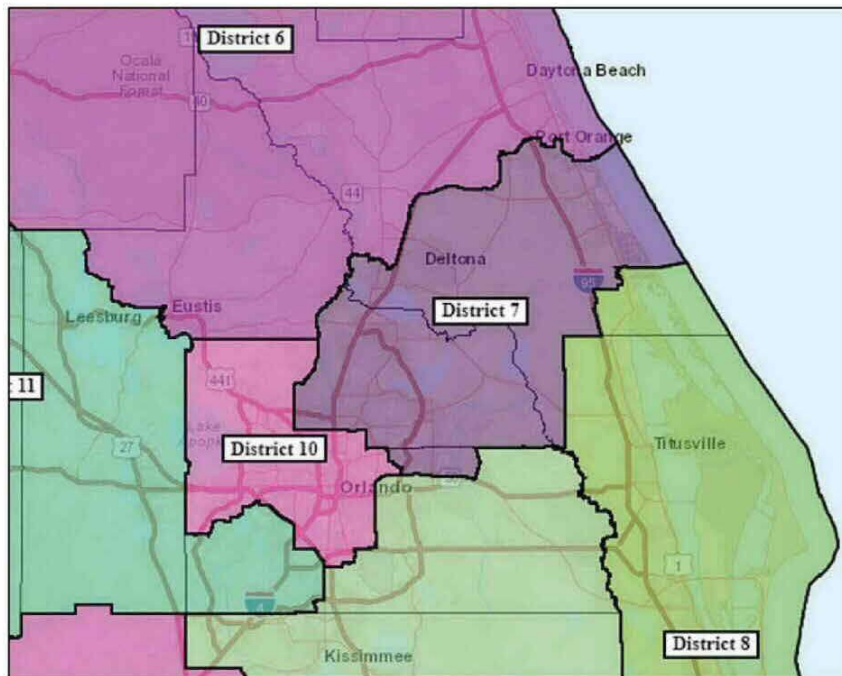 District 6
Ocala
National
Forest
Daytona Beach
Port Orange
44
Deltona
95
District 7
Eustis
Leesburg
11
441
Lake
27
District 10
Titusville
Orlando
1
4
Kissimmee
District 8